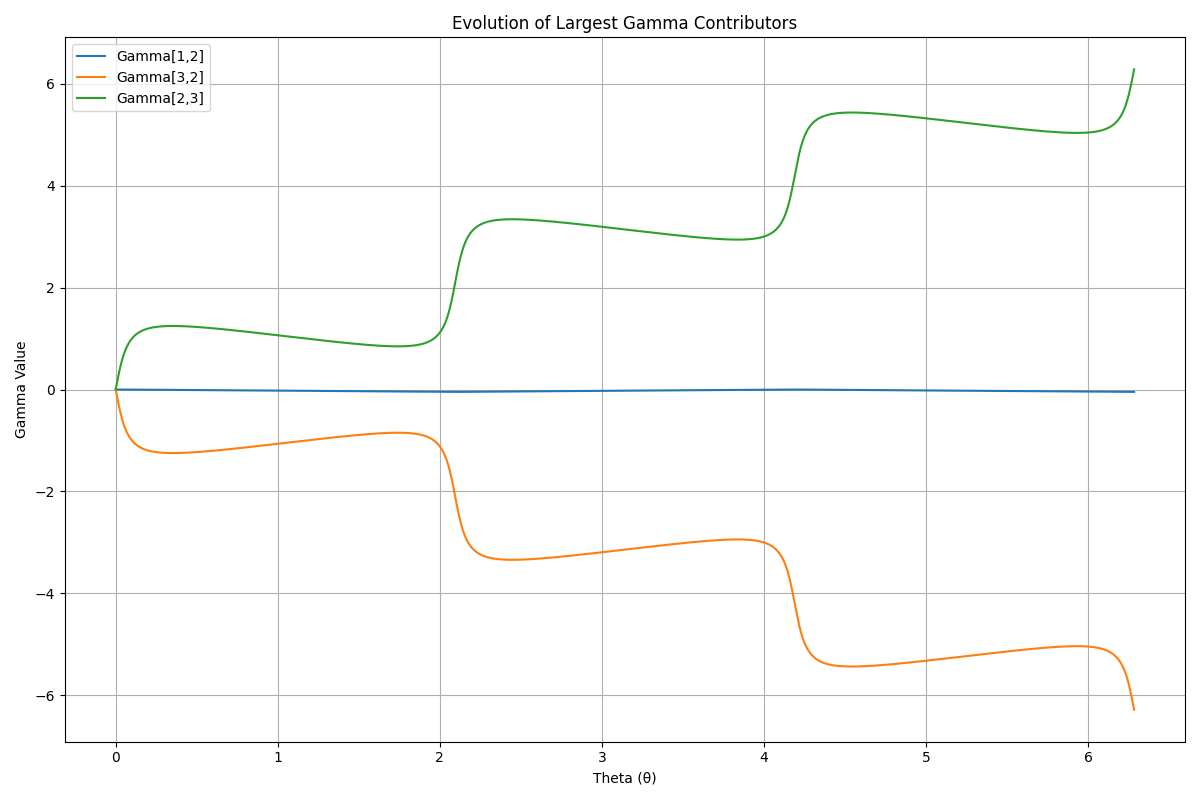 Evolution of Largest Gamma Contributors
Gamma[1,2]
Gamma[3,2]
Gamma[2,3]
Gamma Value
6
4
2
0
−2
−4
−6
0 1 2 3 4 5 6
Theta (θ)